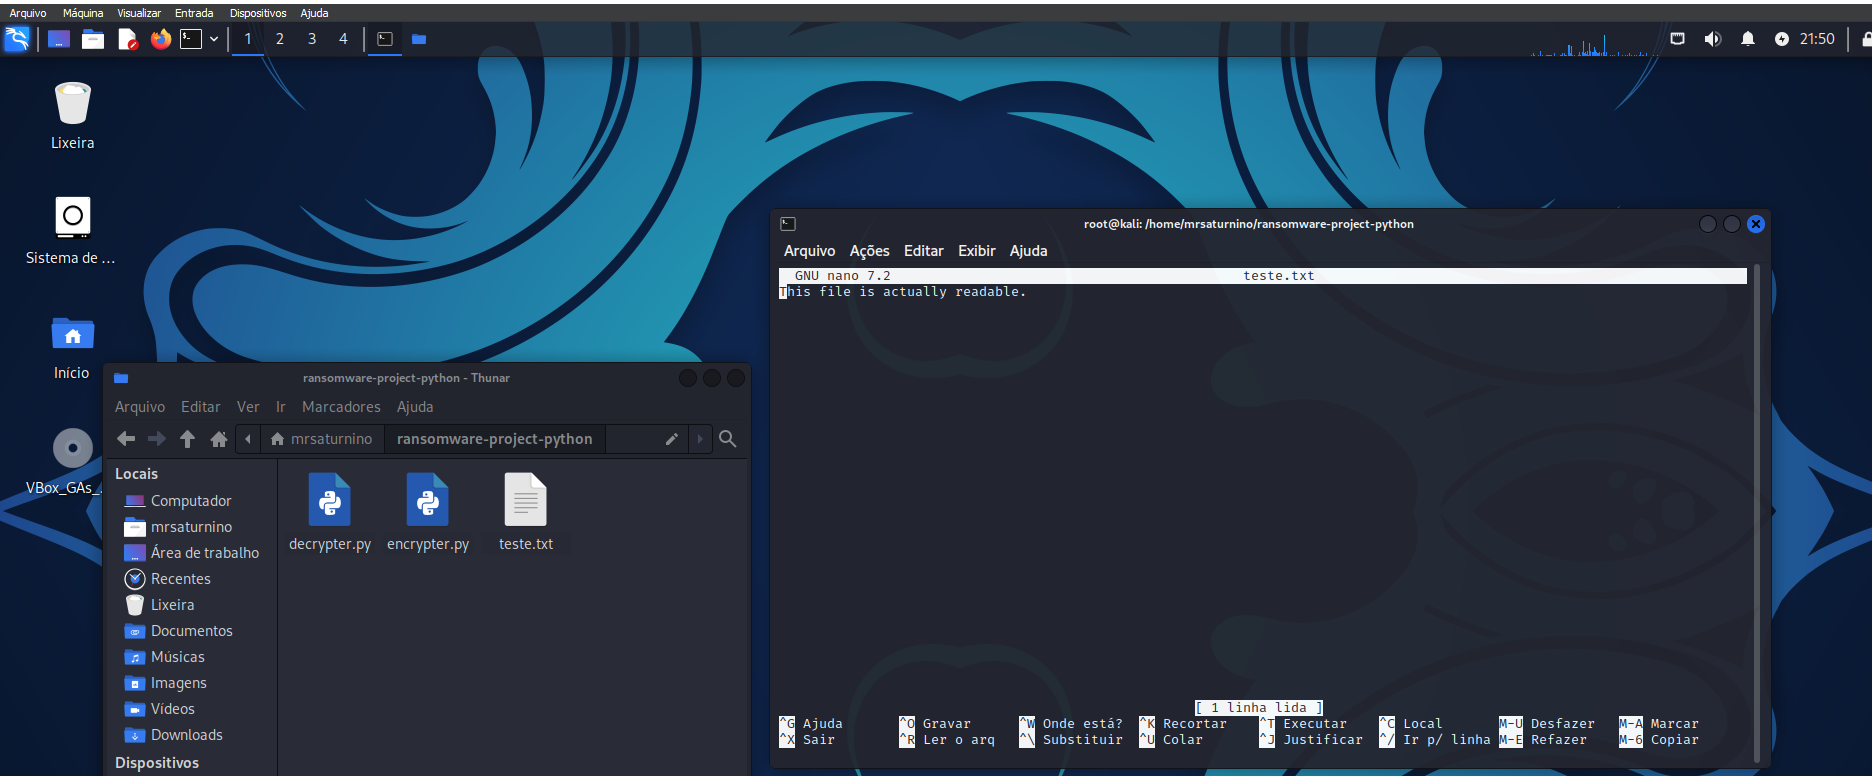 Arquivo Máquina Visualizar Entrada Dispositivos Ajuda
1 2 3 4 21:50
Lixeira
Sistema de ...
Início
VBox_GAs_...
root@kali: /home/mrsaturnino/ransomware-project-python
Arquivo Ações Editar Exibir Ajuda
GNU nano 7.2 teste.txt
This file is actually readable.
[ 1 linha lida ]
^G Ajuda ^O Gravar ^W Onde está? ^K Recortar ^T Executar ^C Local M-U Desfazer M-A Marcar
^X Sair ^R Ler o arq ^\ Substituir ^U Colar ^J Justificar ^/ Ir p/ linha M-E Refazer M-6 Copiar
ransomware-project-python - Thunar
Arquivo Editar Ver Ir Marcadores Ajuda
mrsaturnino ransomware-project-python
Locais
Computador
mrsaturnino
Área de trabalho
Recentes
Lixeira
Documentos
Músicas
Imagens
Vídeos
Downloads
Dispositivos
decrypter.py encrypter.py teste.txt